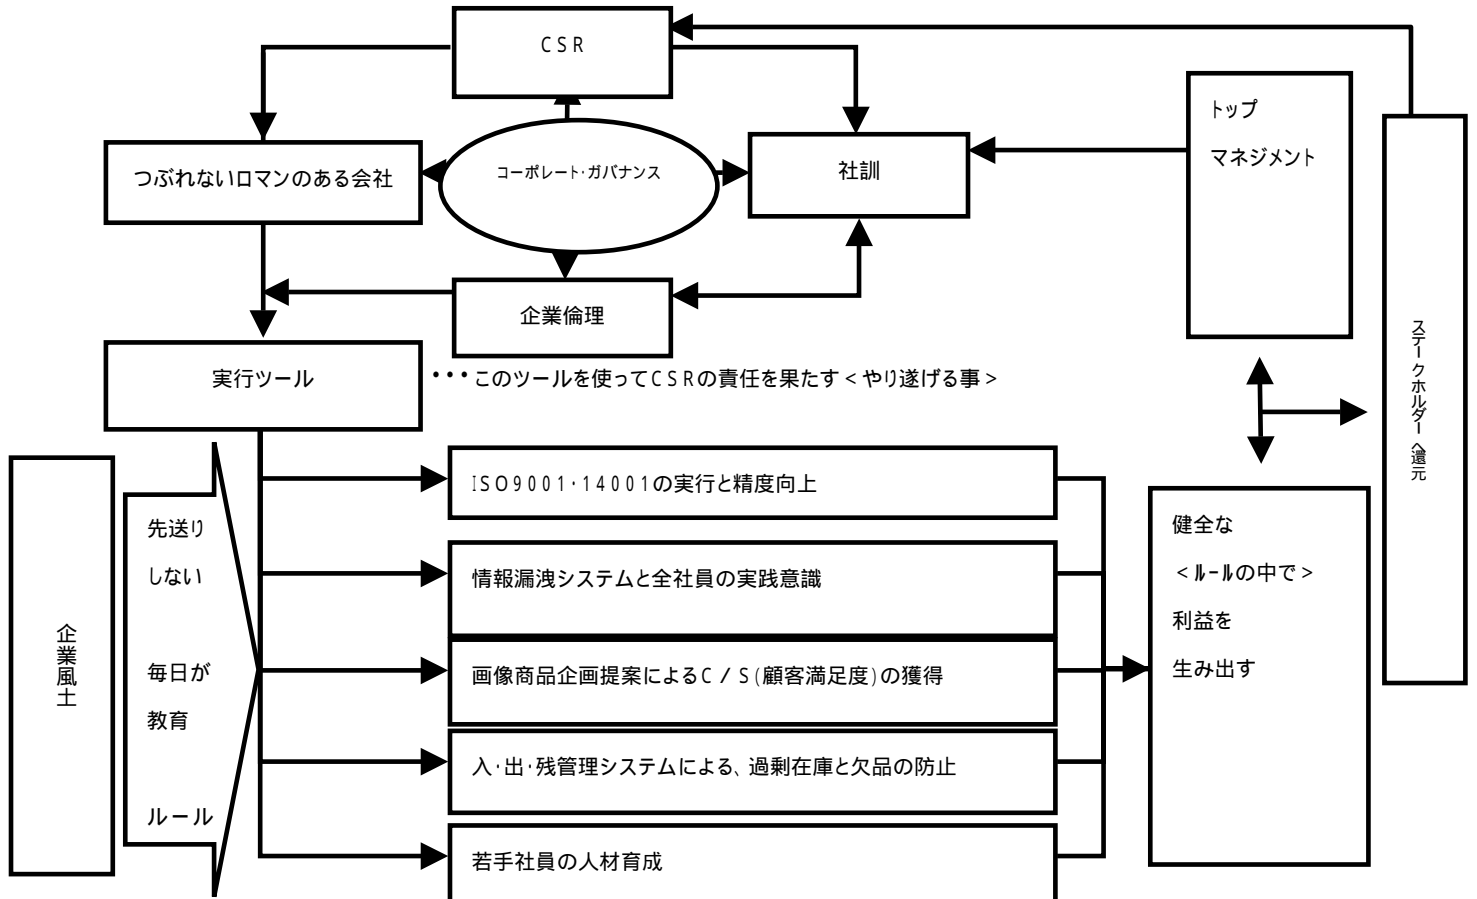 CSR
トップ
マネジメント
つぶれないロマンのある会社
コーポレート・ガバナンス
社訓
企業倫理
実行ツール
・・・このツールを使ってCSRの責任を果たす<やり遂げる事>
ステークホルダーへ還元
企業風土
先送り
しない
毎日が
教育
ルール
ISO9001・14001の実行と精度向上
情報漏洩システムと全社員の実践意識
画像商品企画提案によるC/S(顧客満足度)の獲得
入・出・残管理システムによる、過剰在庫と欠品の防止
若手社員の人材育成
健全な
<ルールの中で>
利益を
生み出す